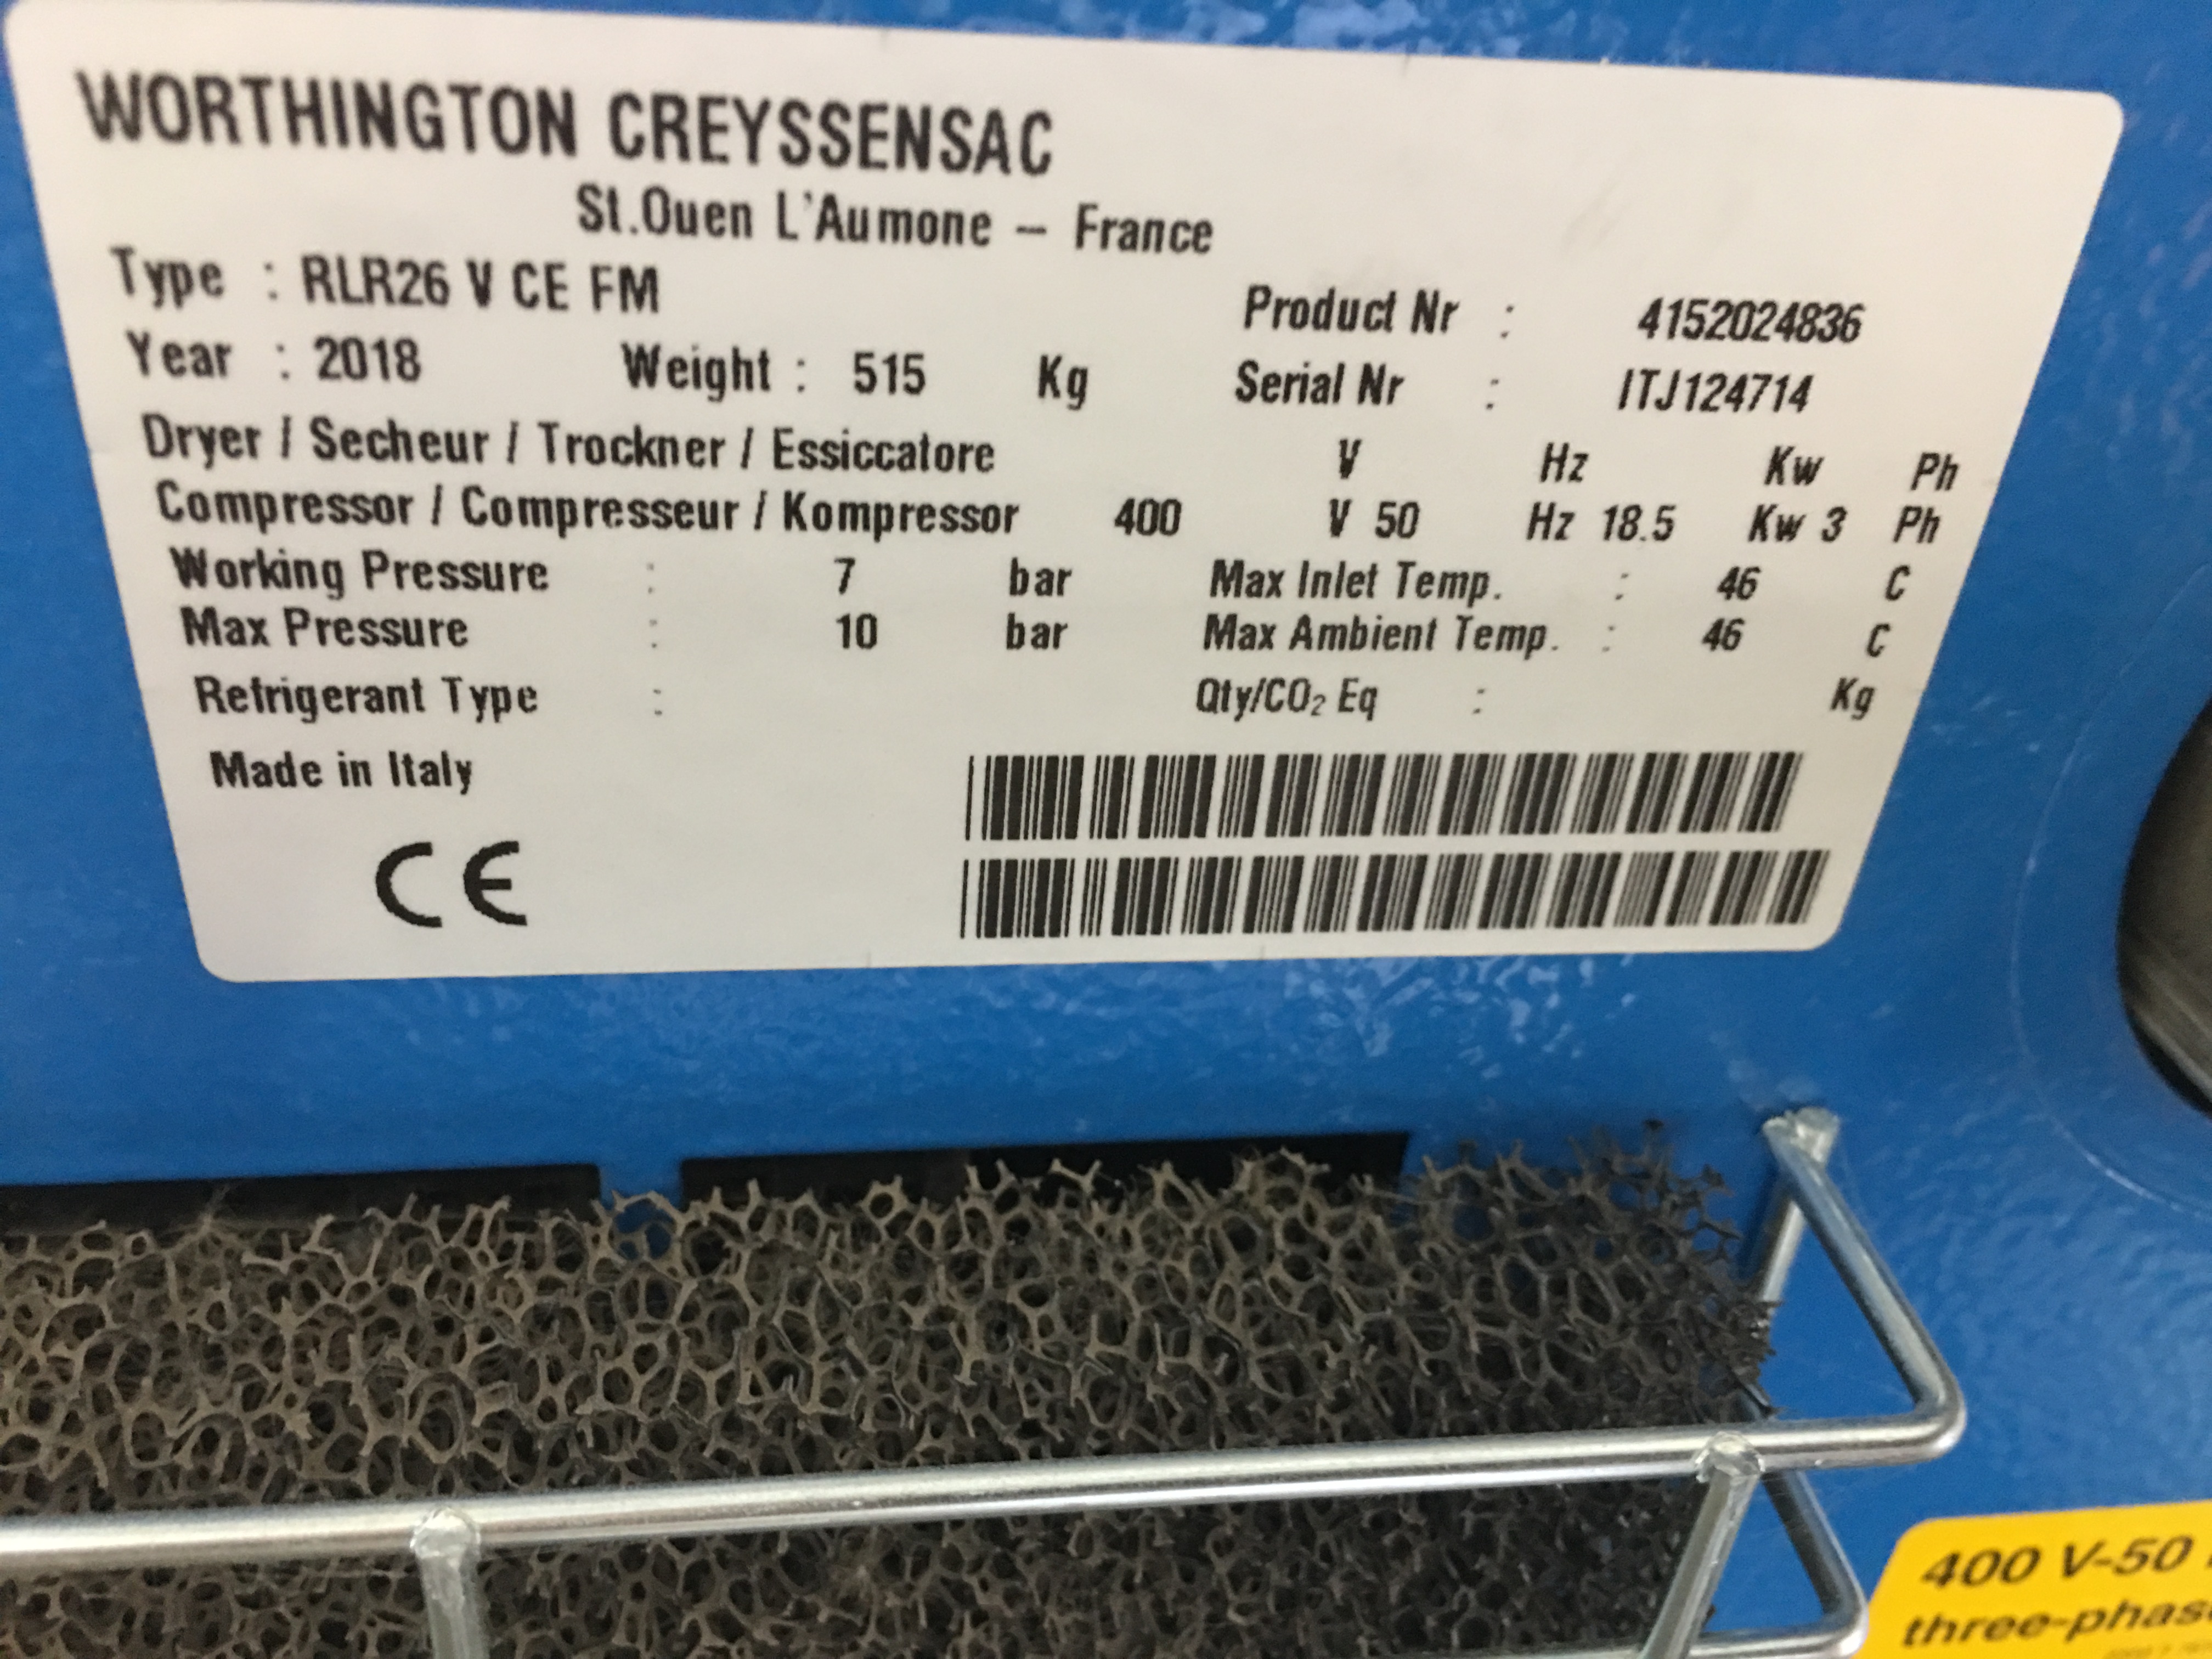 WORTHINGTON CREYSSENSAC
St.Ouen L'Aumone – France
Type : RLR26 V CE FM
Product Nr : 4152024836
Year : 2018 Weight : 515 Kg
Serial Nr : ITJ124714
Dryer / Secheur / Trockner / Essiccatore V Hz Kw Ph
Compressor / Compresseur / Kompressor 400 V 50 Hz 18.5 Kw 3 Ph
Working Pressure : 7 bar Max Inlet Temp. : 46 C
Max Pressure : 10 bar Max Ambient Temp. : 46 C
Refrigerant Type : Qty/CO₂ Eq : Kg
Made in Italy
CE
400 V-50
three-phas